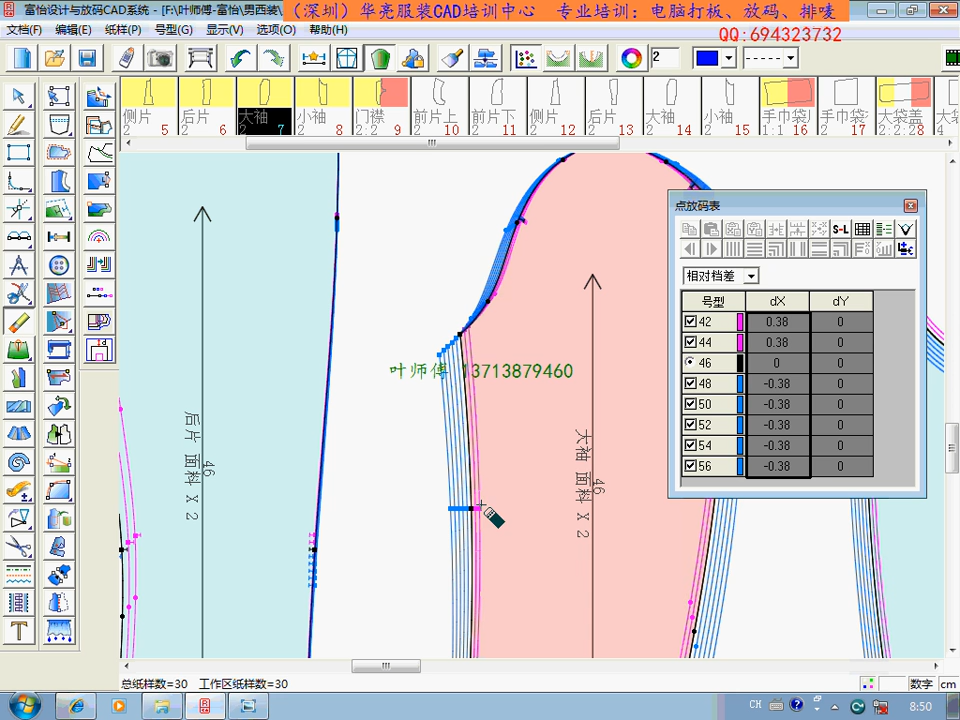 富怡设计与放码CAD系统 - [F:\叶师傅-富怡\男西装\
(深圳)华亮服装CAD培训中心 专业培训：电脑打板、放码、排唛
文档(F) 编辑(E) 纸样(P) 号型(G) 显示(V) 选项(O) 帮助(H)
QQ:694323732
2
侧片 后片 大袖 小袖 门襟 前片上 前片下 侧片 后片 大袖 小袖 手巾袋 手巾袋 大袋盖
2 5 2 6 2 7 2 8 2:2 9 2 10 2 11 2 12 2 13 2 14 2 15 1:1 16 2 17 2:2:2 28 4
点放码表
S-L
相对档差
号型 dX dY
42 0.38 0
44 0.38 0
46 0 0
48 -0.38 0
50 -0.38 0
52 -0.38 0
54 -0.38 0
56 -0.38 0
叶师傅 13713879460
后片 面料 X 2
46
大袖 面料 X 2
46
总纸样数=30 工作区纸样数=30
数字 cm
CH
8:50